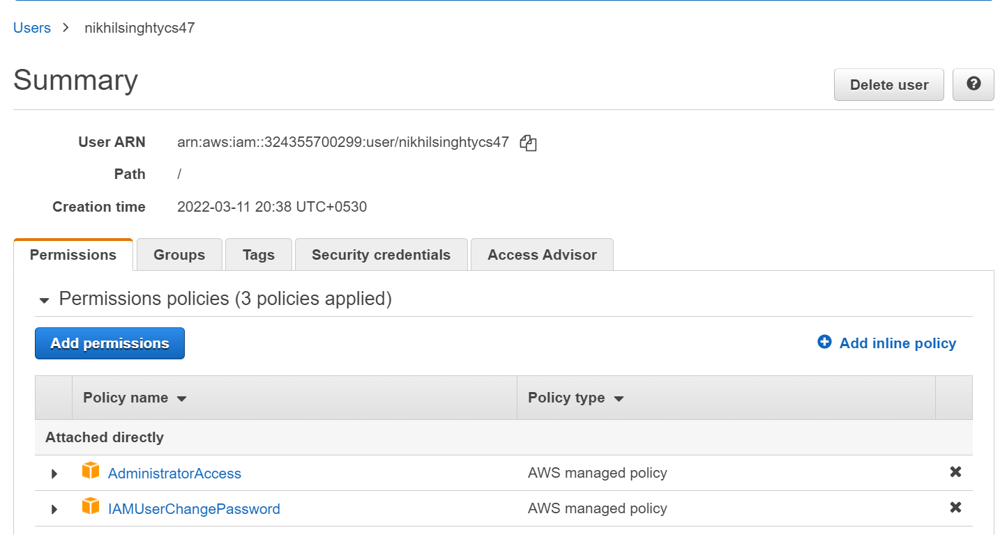 Users > nikhilsinghtycs47
Summary
Delete user
?
User ARN arn:aws:iam::324355700299:user/nikhilsinghtycs47
Path /
Creation time 2022-03-11 20:38 UTC+0530
Permissions Groups Tags Security credentials Access Advisor
Permissions policies (3 policies applied)
Add permissions Add inline policy
Policy name Policy type
Attached directly
AdministratorAccess AWS managed policy
IAMUserChangePassword AWS managed policy